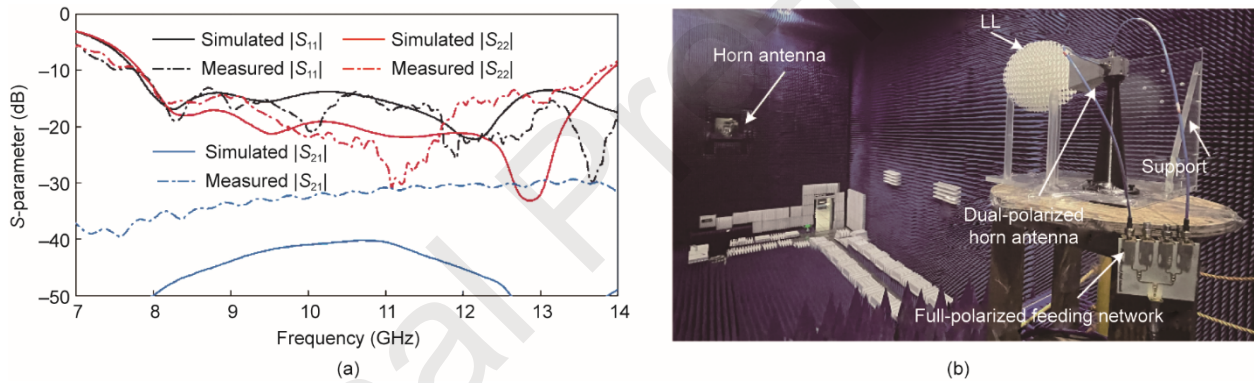 0
–10
–20
–30
–40
–50
S-parameter (dB)
Simulated |S11|
Simulated |S22|
Measured |S11|
Measured |S22|
Simulated |S21|
Measured |S21|
7 8 9 10 11 12 13 14
Frequency (GHz)
(a)
LL
Horn antenna
Support
Dual-polarized
horn antenna
Full-polarized feeding network
(b)